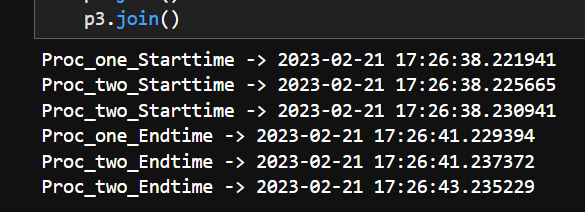 p3.join()
Proc_one_Starttime -> 2023-02-21 17:26:38.221941
Proc_two_Starttime -> 2023-02-21 17:26:38.225665
Proc_two_Starttime -> 2023-02-21 17:26:38.230941
Proc_one_Endtime -> 2023-02-21 17:26:41.229394
Proc_two_Endtime -> 2023-02-21 17:26:41.237372
Proc_two_Endtime -> 2023-02-21 17:26:43.235229